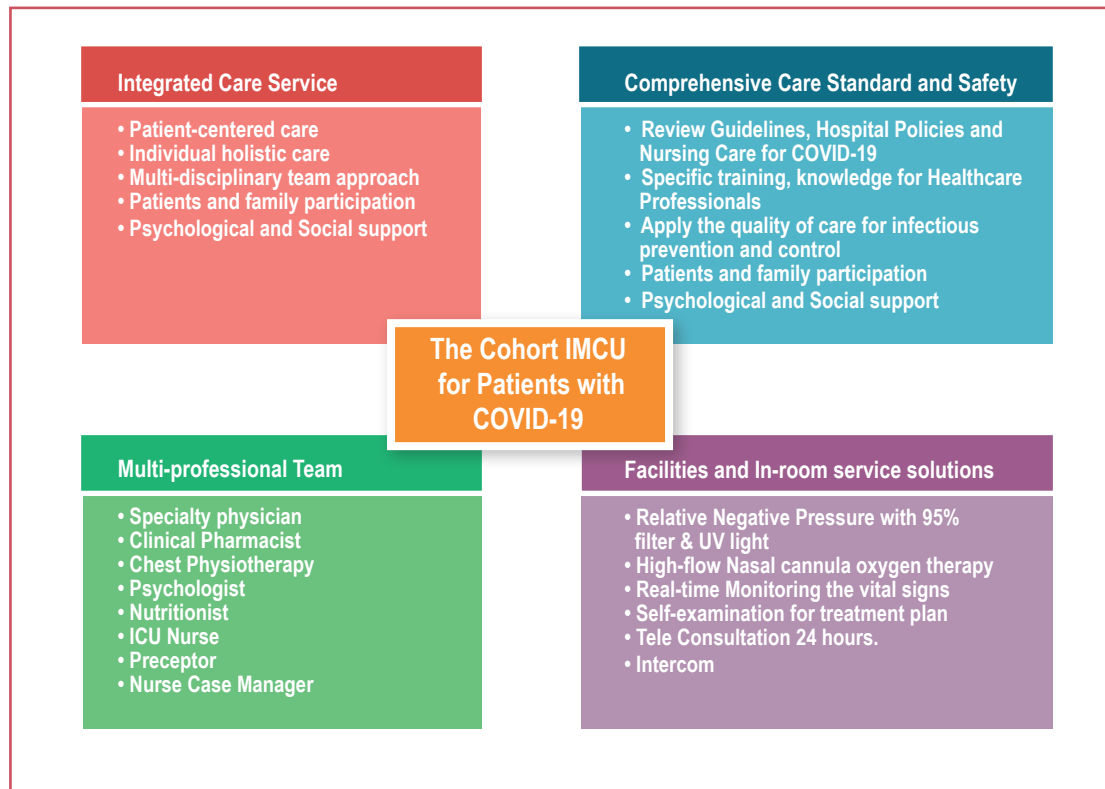 Integrated Care Service
• Patient-centered care
• Individual holistic care
• Multi-disciplinary team approach
• Patients and family participation
• Psychological and Social support
Comprehensive Care Standard and Safety
• Review Guidelines, Hospital Policies and
Nursing Care for COVID-19
• Specific training, knowledge for Healthcare
Professionals
• Apply the quality of care for infectious
prevention and control
• Patients and family participation
• Psychological and Social support
The Cohort IMCU
for Patients with
COVID-19
Multi-professional Team
• Specialty physician
• Clinical Pharmacist
• Chest Physiotherapy
• Psychologist
• Nutritionist
• ICU Nurse
• Preceptor
• Nurse Case Manager
Facilities and In-room service solutions
• Relative Negative Pressure with 95%
filter & UV light
• High-flow Nasal cannula oxygen therapy
• Real-time Monitoring the vital signs
• Self-examination for treatment plan
• Tele Consultation 24 hours.
• Intercom